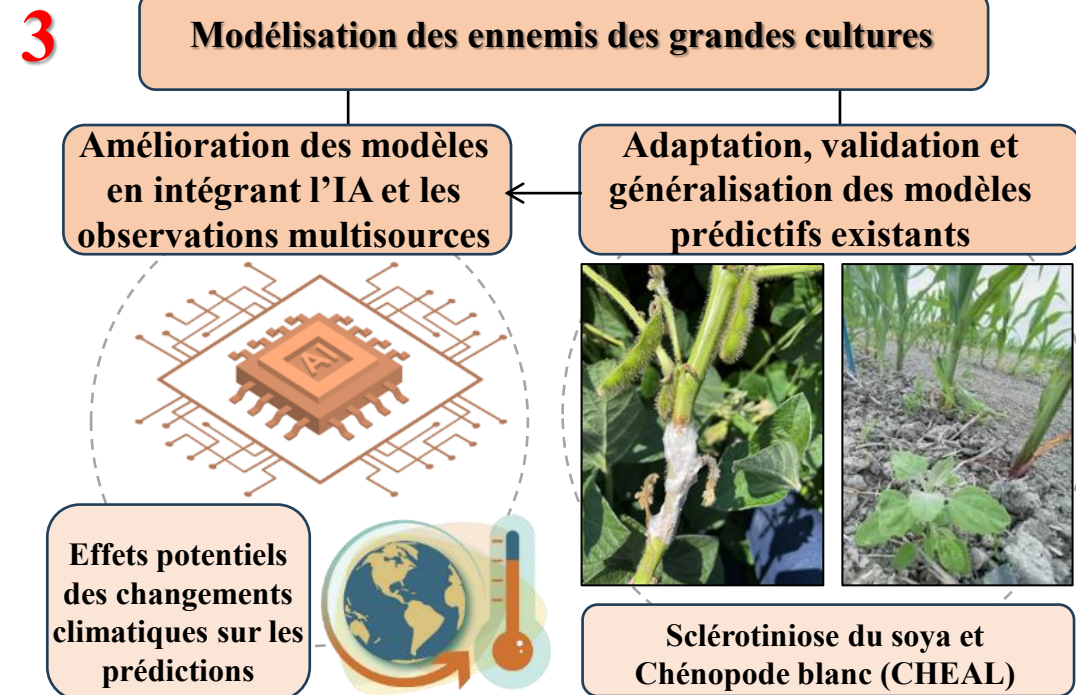 3
Modélisation des ennemis des grandes cultures
Amélioration des modèles
en intégrant l'IA et les
observations multisources
Adaptation, validation et
généralisation des modèles
prédictifs existants
AI
Effets potentiels
des changements
climatiques sur les
prédictions
Sclérotiniose du soya et
Chénopode blanc (CHEAL)